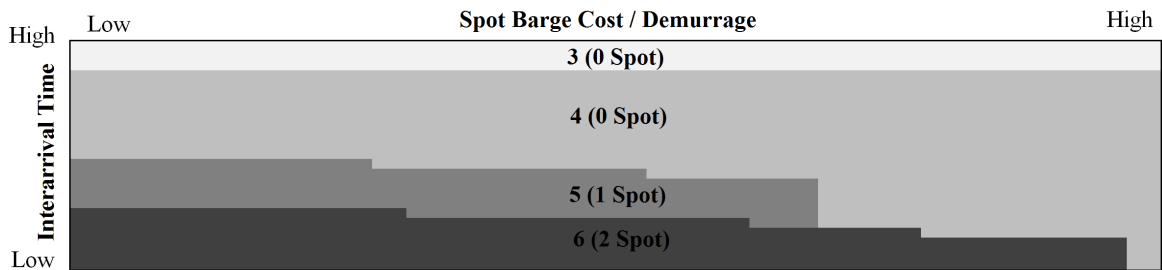 Spot Barge Cost / Demurrage
Low
High
High
Interarrival Time
Low
3 (0 Spot)
4 (0 Spot)
5 (1 Spot)
6 (2 Spot)